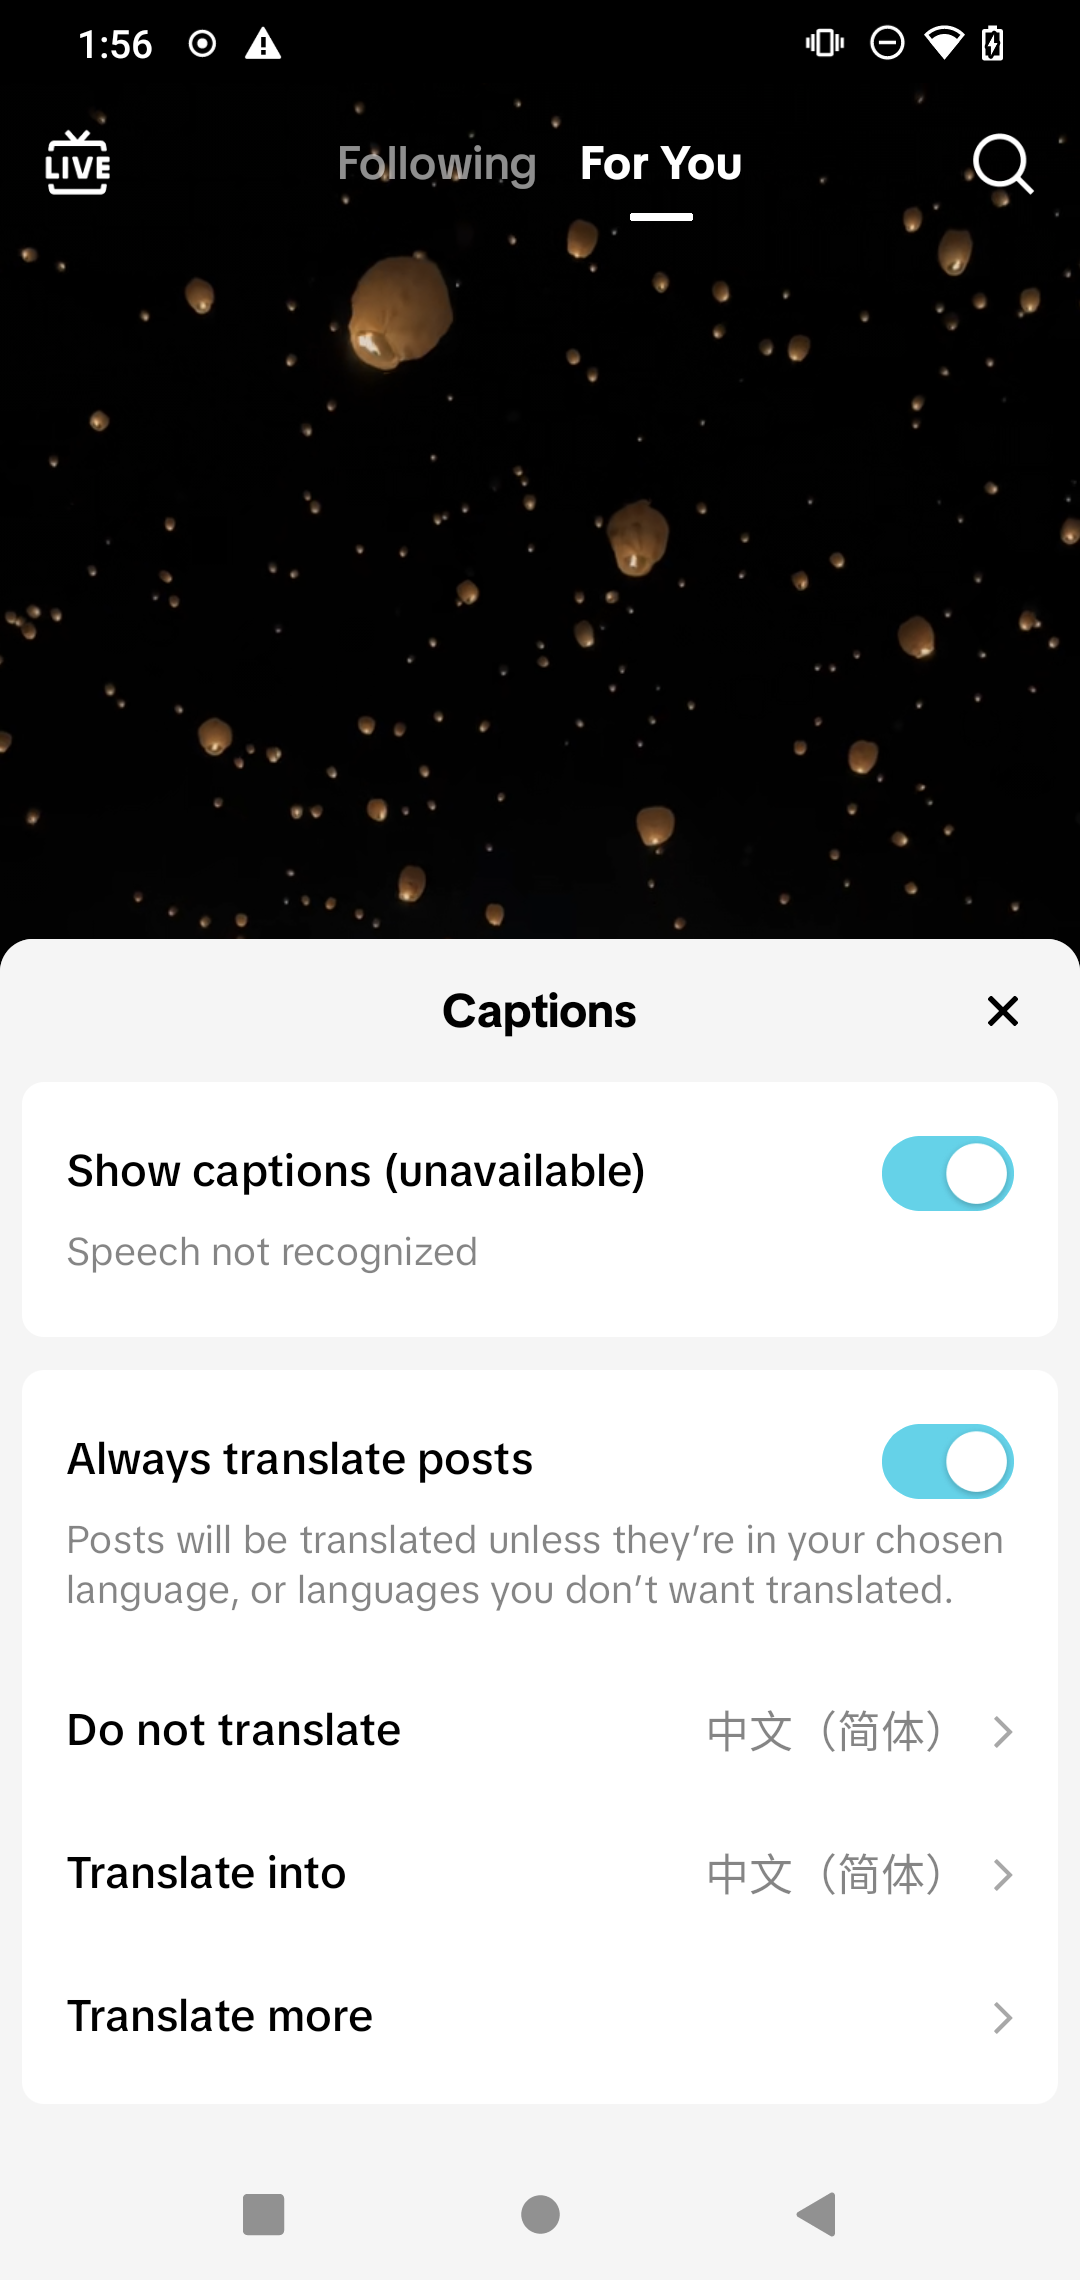 1:56
LIVE
Following
For You
Captions
Show captions (unavailable)
Speech not recognized
Always translate posts
Posts will be translated unless they’re in your chosen
language, or languages you don’t want translated.
Do not translate
中文（简体）
Translate into
中文（简体）
Translate more